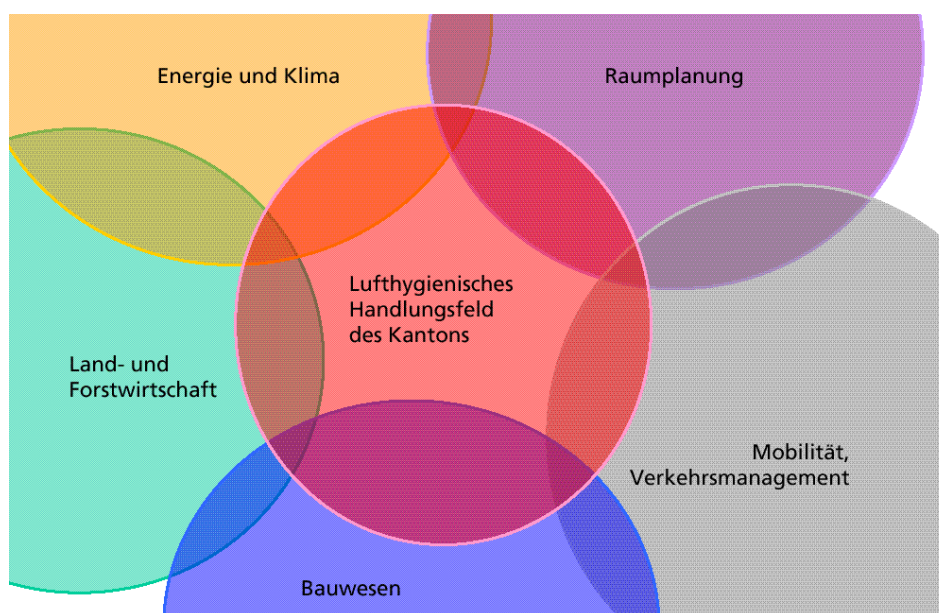 Energie und Klima
Raumplanung
Lufthygienisches
Handlungsfeld
des Kantons
Land- und
Forstwirtschaft
Mobilität,
Verkehrsmanagement
Bauwesen